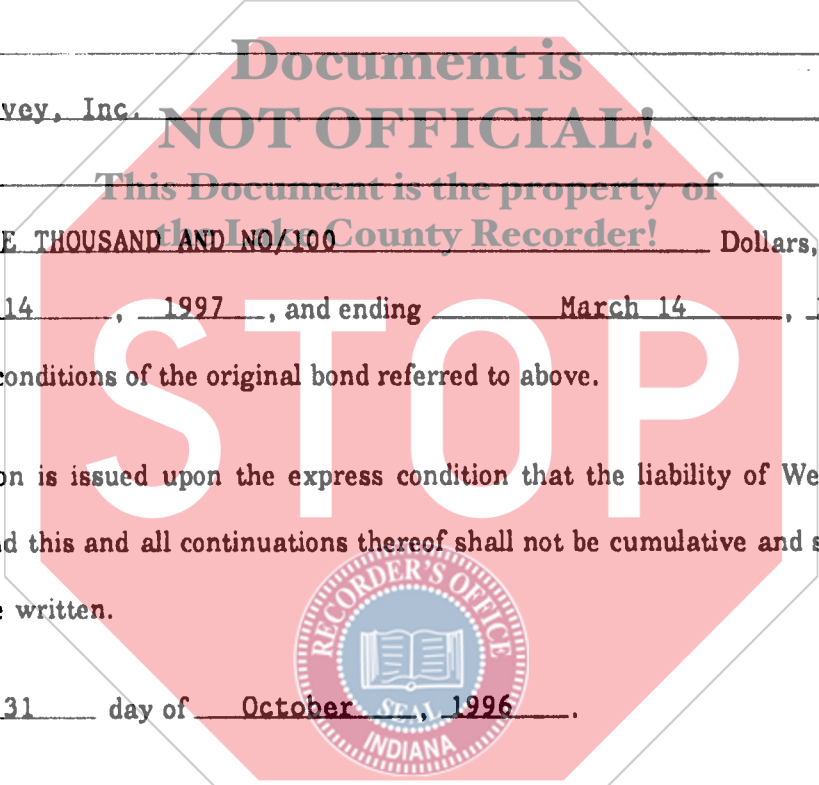 Document is
vey, Inc.
NOT OFFICIAL!
This Document is the property of
the Lake County Recorder!
E THOUSAND AND NO/100 Dollars,
14, 1997, and ending March 14,
conditions of the original bond referred to above.
STOP
on is issued upon the express condition that the liability of We
d this and all continuations thereof shall not be cumulative and s
written.
RECORDER'S OFFICE
SEAL
INDIANA
31 day of October, 1996.